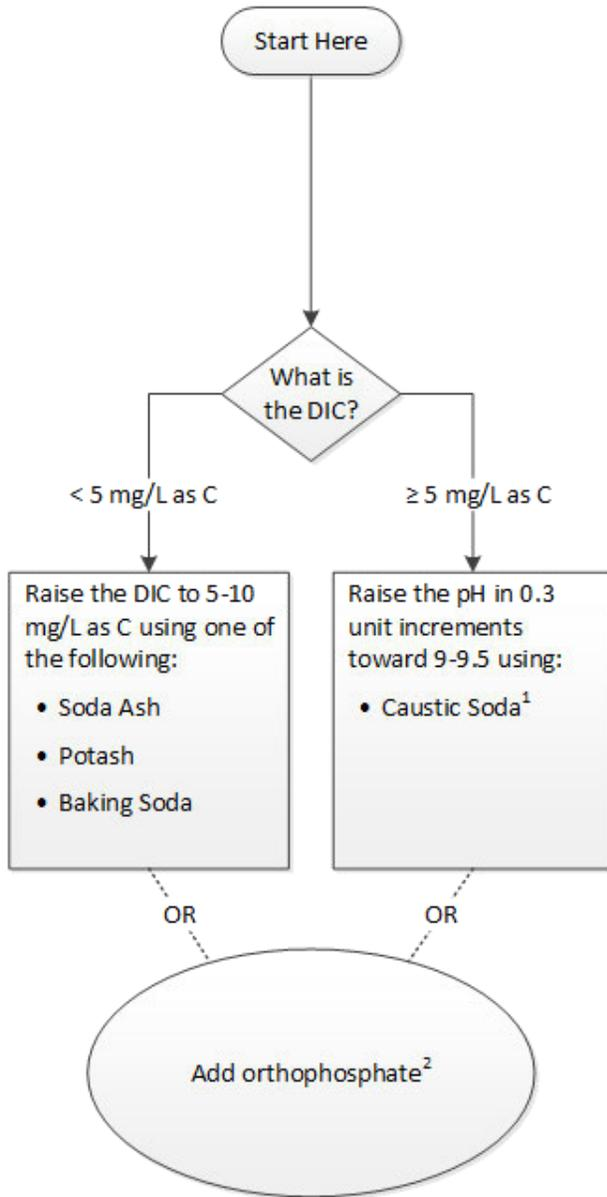 Start Here
What is
the DIC?
< 5 mg/L as C
≥ 5 mg/L as C
Raise the DIC to 5-10
mg/L as C using one of
the following:
• Soda Ash
• Potash
• Baking Soda
Raise the pH in 0.3
unit increments
toward 9-9.5 using:
• Caustic Soda¹
OR
OR
Add orthophosphate²